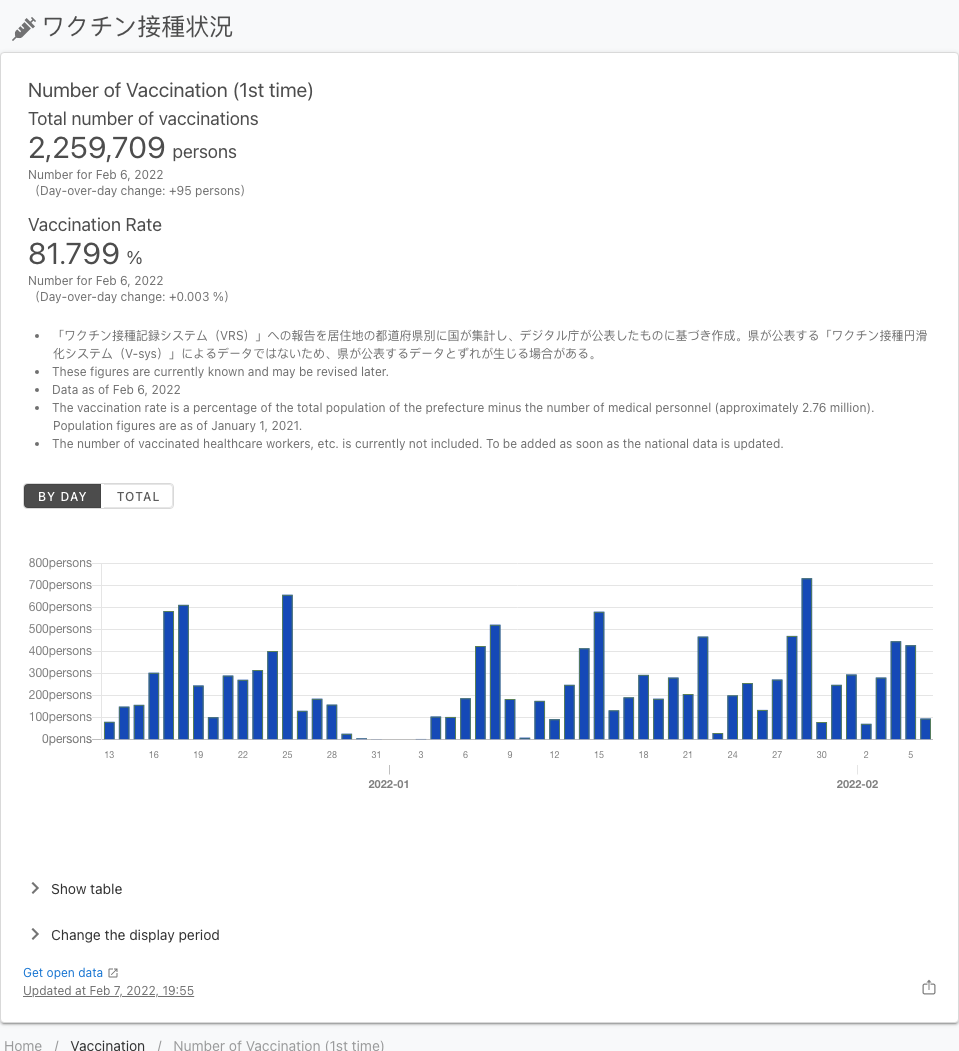 ワクチン接種状況
Number of Vaccination (1st time)
Total number of vaccinations
2,259,709 persons
Number for Feb 6, 2022
（Day-over-day change: +95 persons）
Vaccination Rate
81.799 %
Number for Feb 6, 2022
（Day-over-day change: +0.003 %）
• 「ワクチン接種記録システム（VRS）」への報告を居住地の都道府県別に国が集計し、デジタル庁が公表したものに基づき作成。県が公表する「ワクチン接種円滑
化システム（V-sys）」によるデータではないため、県が公表するデータとずれが生じる場合がある。
• These figures are currently known and may be revised later.
• Data as of Feb 6, 2022
• The vaccination rate is a percentage of the total population of the prefecture minus the number of medical personnel (approximately 2.76 million).
Population figures are as of January 1, 2021.
• The number of vaccinated healthcare workers, etc. is currently not included. To be added as soon as the national data is updated.
BY DAY TOTAL
800persons
700persons
600persons
500persons
400persons
300persons
200persons
100persons
0persons
13 16 19 22 25 28 31 3 6 9 12 15 18 21 24 27 30 2 5
2022-01 2022-02
Show table
Change the display period
Get open data
Updated at Feb 7, 2022, 19:55
Home / Vaccination / Number of Vaccination (1st time)